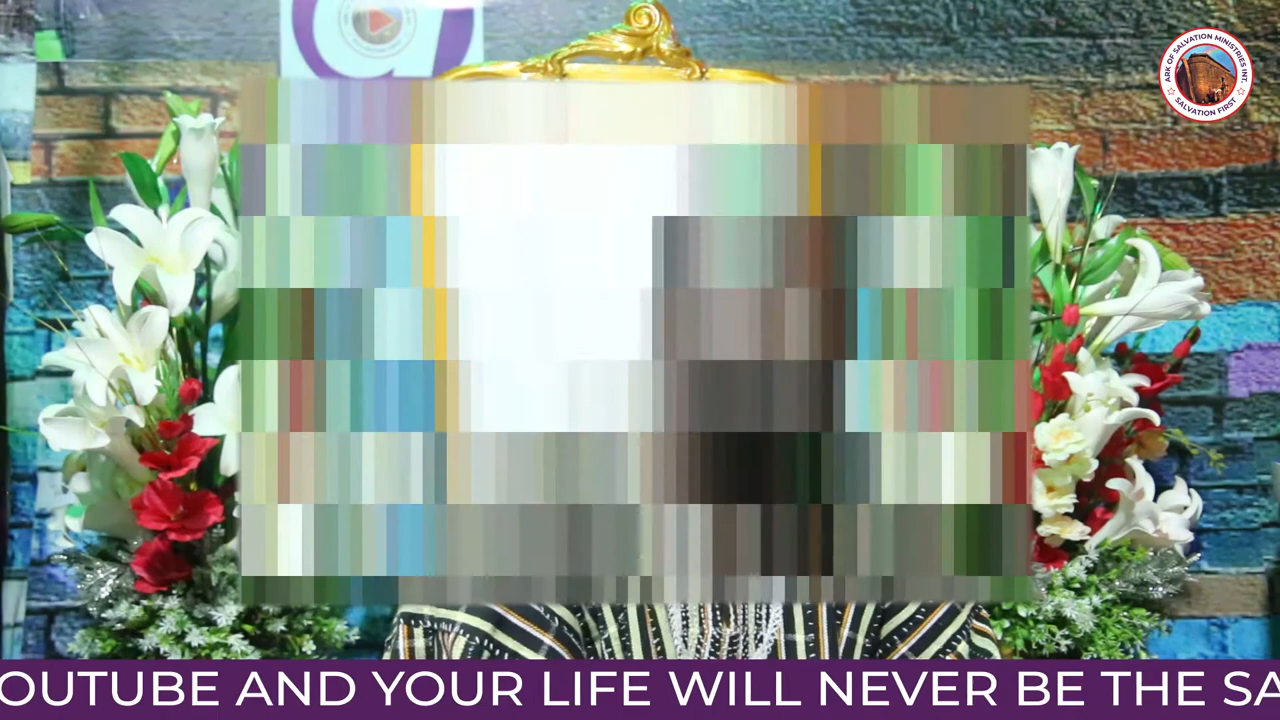 ARK OF SALVATION MINISTRIES INT.
SALVATION FIRST
OUTUBE AND YOUR LIFE WILL NEVER BE THE SA